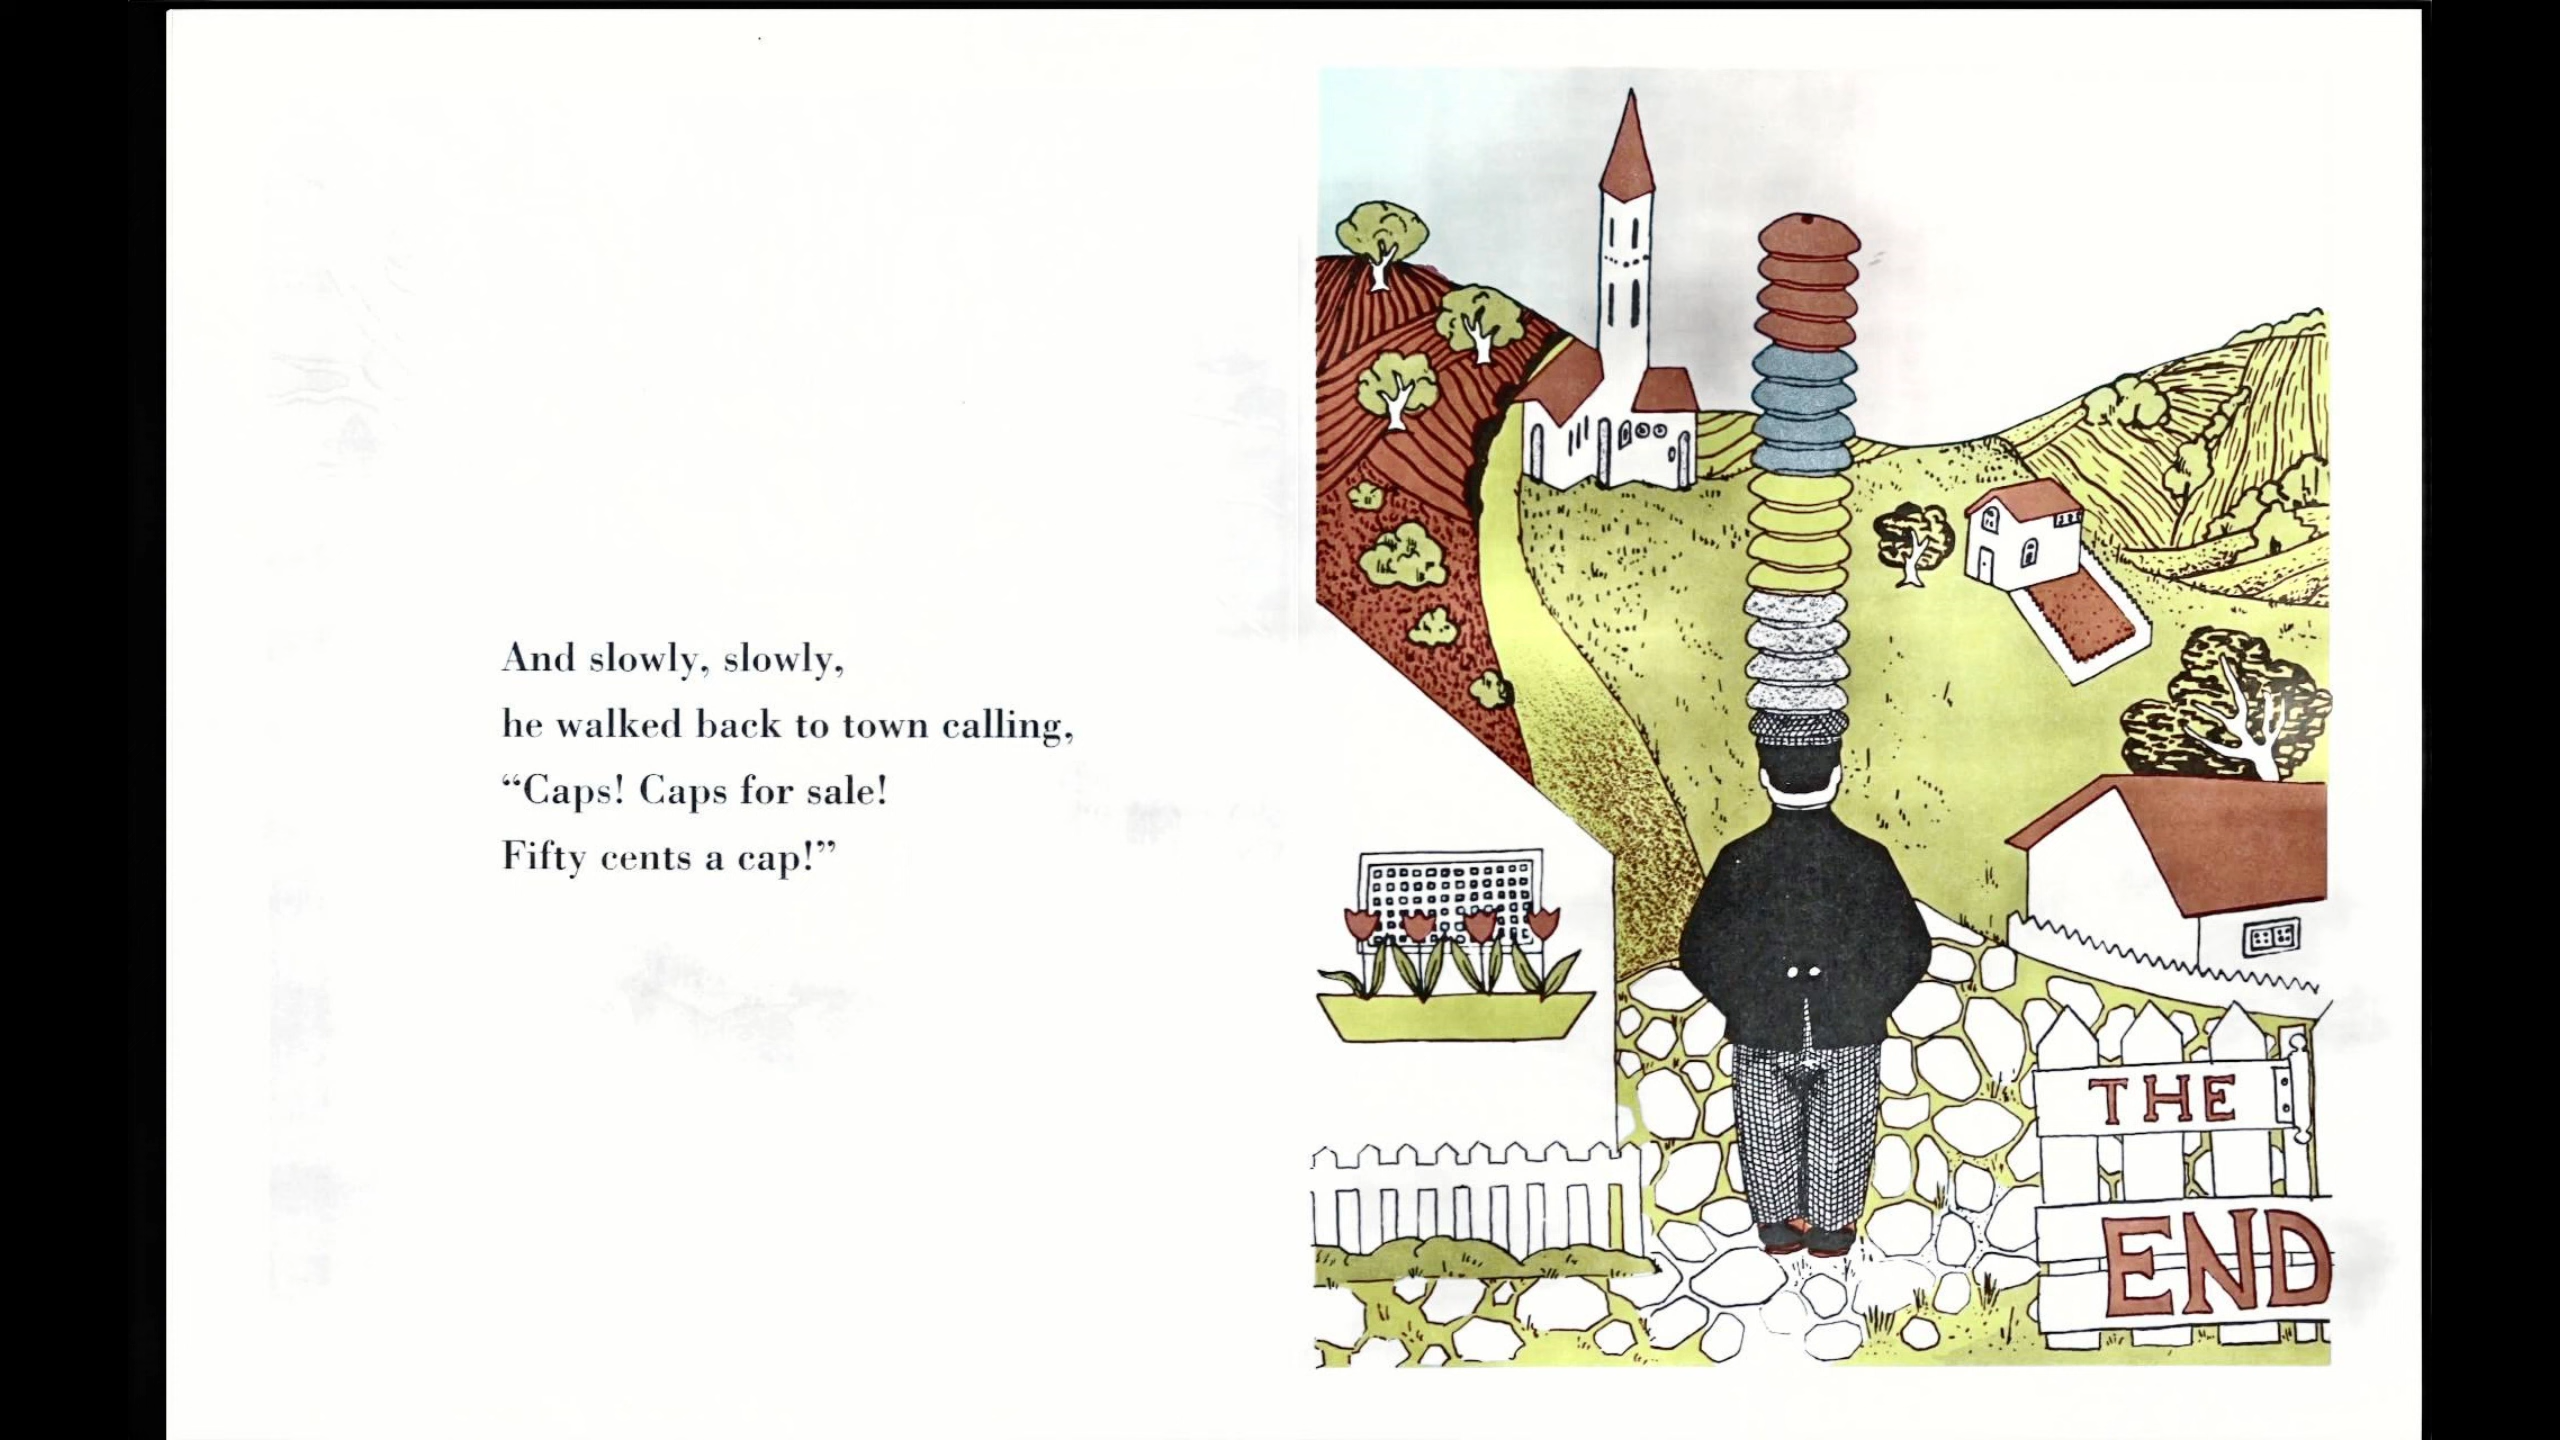 And slowly, slowly,
he walked back to town calling,
“Caps! Caps for sale!
Fifty cents a cap!”
THE
END